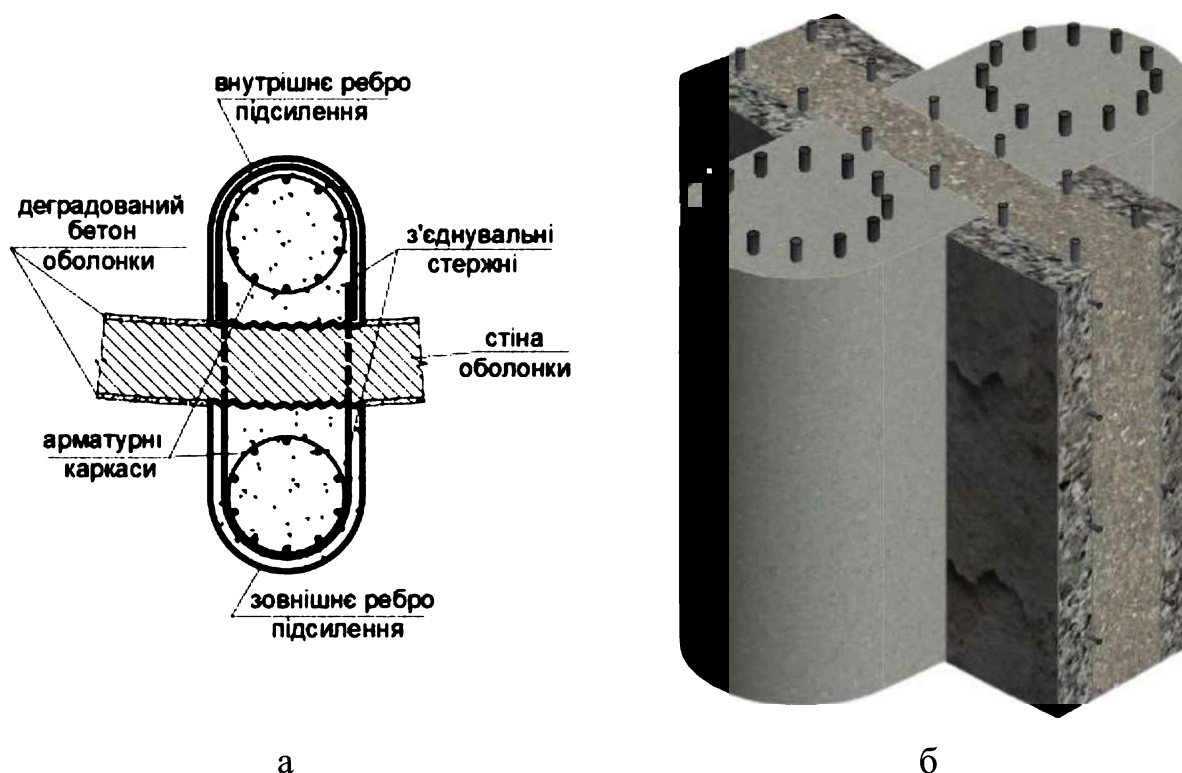 внутрішнє ребро
підсилення
деградований
бетон
оболонки
з'єднувальні
стержні
стіна
оболонки
арматурні
каркаси
зовнішнє ребро
підсилення
а
б